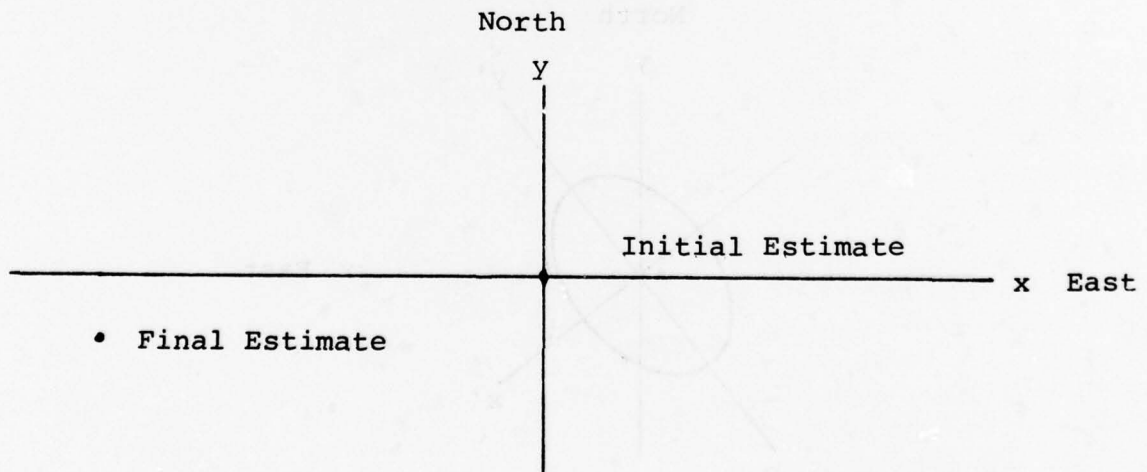 North
y
Initial Estimate
x East
• Final Estimate